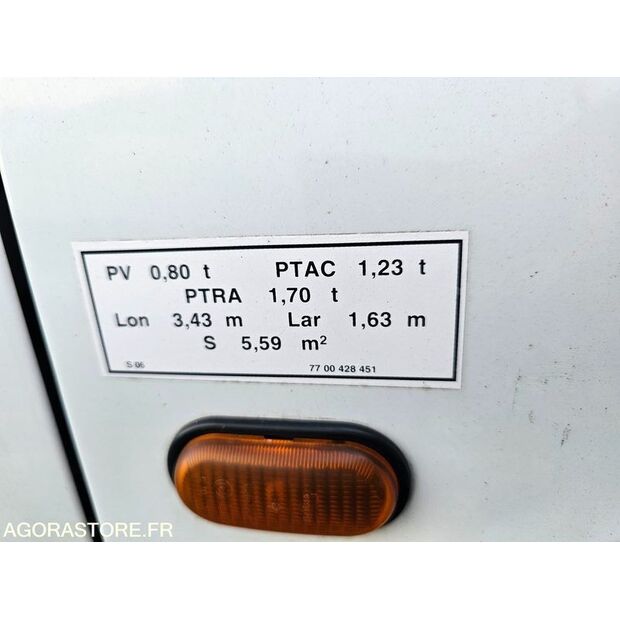 PV 0,80 t PTAC 1,23 t
PTRA 1,70 t
Lon 3,43 m Lar 1,63 m
S 5,59 m²
S 06 77 00 428 451
AGORASTORE.FR